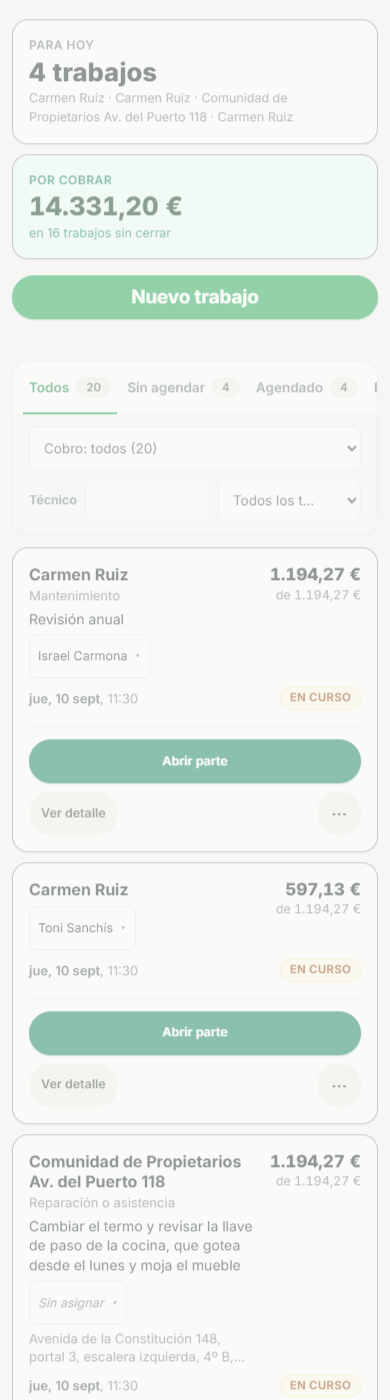 PARA HOY
4 trabajos
Carmen Ruiz · Carmen Ruiz · Comunidad de
Propietarios Av. del Puerto 118 · Carmen Ruiz
POR COBRAR
14.331,20 €
en 16 trabajos sin cerrar
Nuevo trabajo
Todos 20 Sin agendar 4 Agendado 4
Cobro: todos (20)
Técnico Todos los t...
Carmen Ruiz 1.194,27 €
Mantenimiento de 1.194,27 €
Revisión anual
Israel Carmona
jue, 10 sept, 11:30 EN CURSO
Abrir parte
Ver detalle ...
Carmen Ruiz 597,13 €
de 1.194,27 €
Toni Sanchís
jue, 10 sept, 11:30 EN CURSO
Abrir parte
Ver detalle ...
Comunidad de Propietarios 1.194,27 €
Av. del Puerto 118 de 1.194,27 €
Reparación o asistencia
Cambiar el termo y revisar la llave
de paso de la cocina, que gotea
desde el lunes y moja el mueble
Sin asignar
Avenida de la Constitución 148,
portal 3, escalera izquierda, 4º B,...
jue, 10 sept, 11:30 EN CURSO